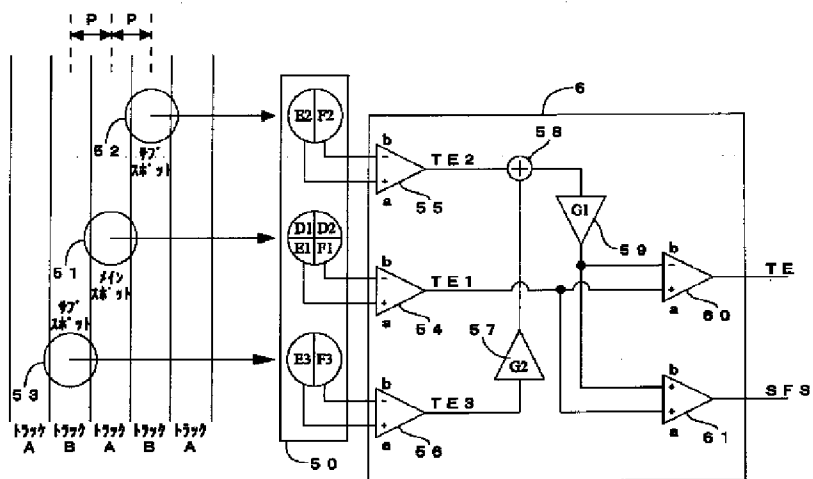 P P
6
52
サブ
スポット
E2 F2
b
-
+
a
TE2
55
+
58
G1
59
51
メイン
スポット
D1 D2
E1 F1
b
-
+
a
TE1
54
b
-
+
a
TE
60
サブ
スポット
53
E3 F3
57
G2
b
-
+
a
TE3
56
b
+
+
a
SFS
61
トラック トラック トラック トラック トラック
A B A B A
50